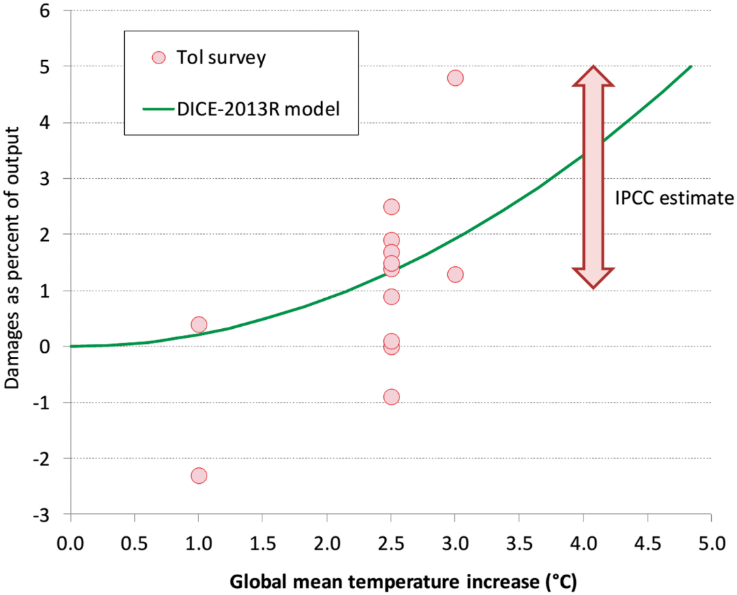 6
5
4
3
2
1
0
-1
-2
-3
Damages as percent of output
Tol survey
DICE-2013R model
IPCC estimate
0.0 0.5 1.0 1.5 2.0 2.5 3.0 3.5 4.0 4.5 5.0
Global mean temperature increase (°C)